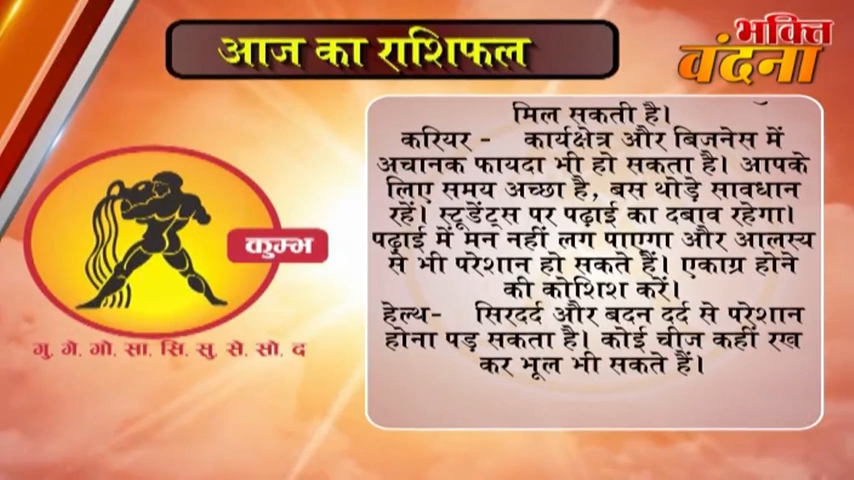 आज का राशिफल
भक्ति
वंदना
मिल सकती है।
करियर - कार्यक्षेत्र और बिजनेस में
अचानक फायदा भी हो सकता है। आपके
लिए समय अच्छा है, बस थोड़े सावधान
रहें। स्टूडेंट्स पर पढ़ाई का दबाव रहेगा।
पढ़ाई में मन नहीं लग पाएगा और आलस्य
से भी परेशान हो सकते हैं। एकाग्र होने
की कोशिश करें।
हेल्थ- सिरदर्द और बदन दर्द से परेशान
होना पड़ सकता है। कोई चीज कहीं रख
कर भूल भी सकते हैं।
कुम्भ
गु, गे, गो, सा, सि, सु, से, सो, द